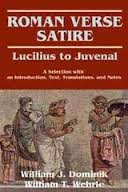 ROMAN VERSE
SATIRE
Lucilius to Juvenal
A Selection with
an Introduction, Text, Translations, and Notes
William J. Dominik
William T. Wehrle